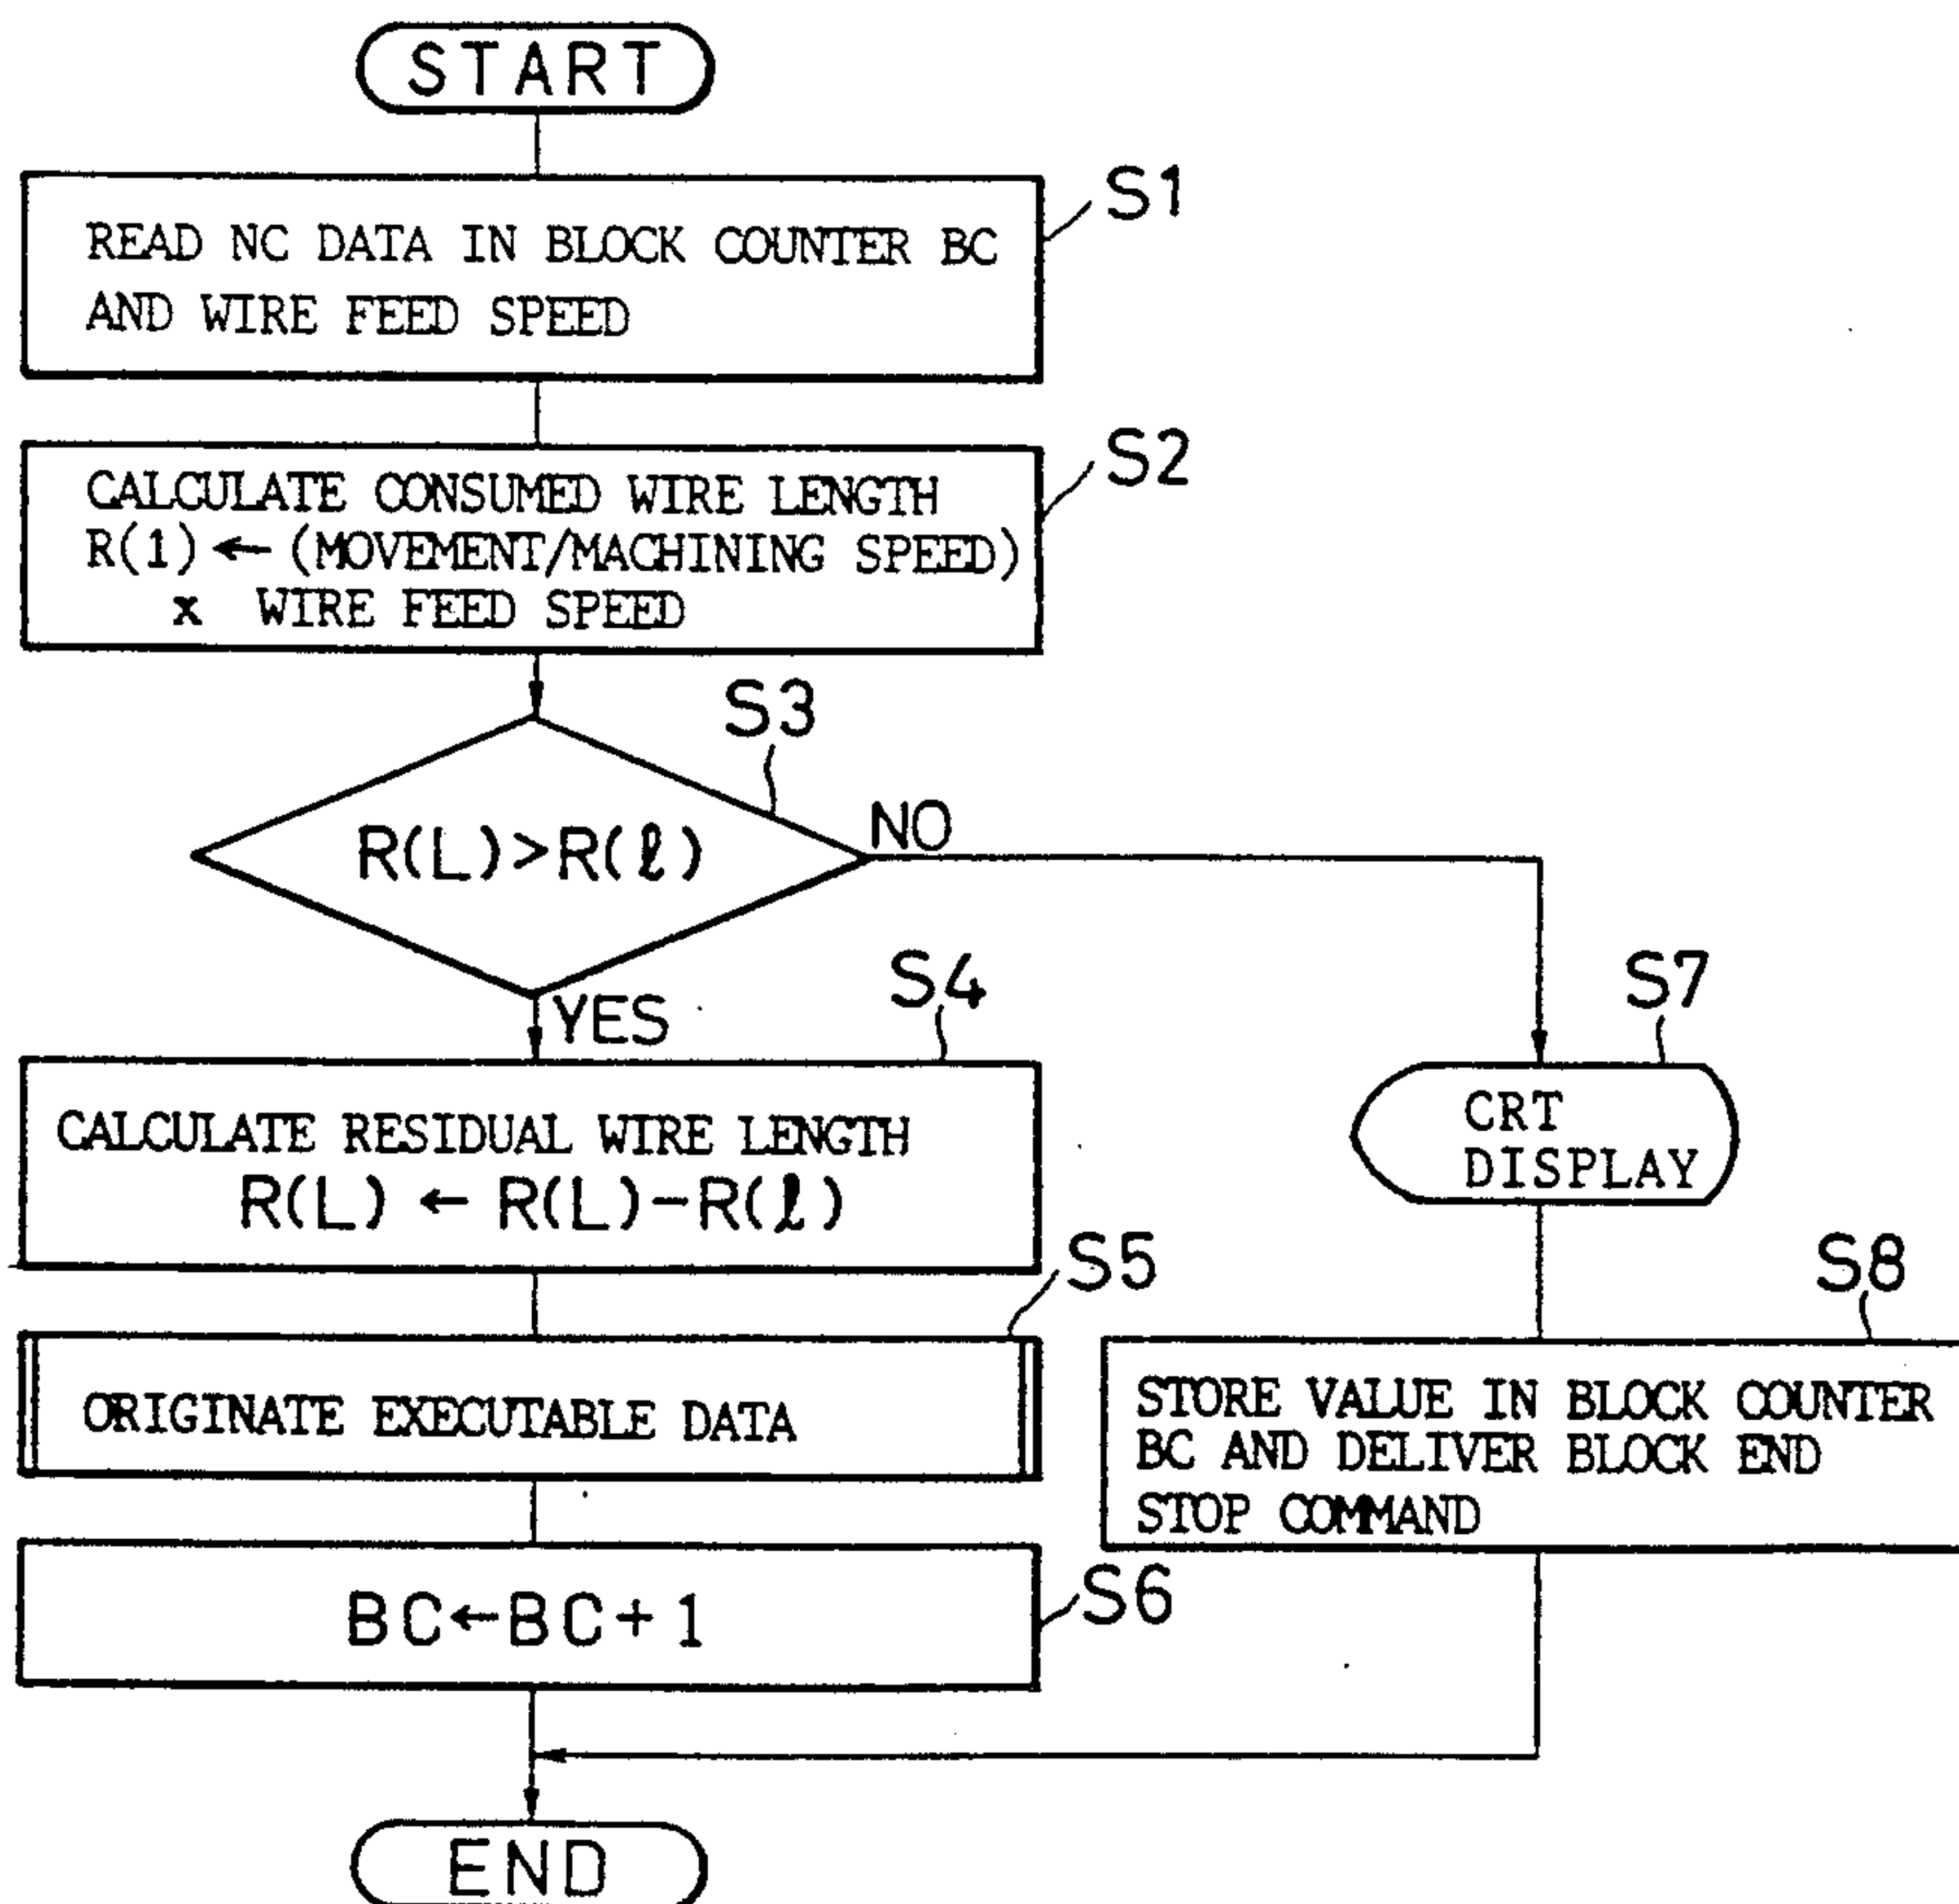 START
S1
READ NC DATA IN BLOCK COUNTER BC
AND WIRE FEED SPEED
S2
CALCULATE CONSUMED WIRE LENGTH
R(1) ← (MOVEMENT/MACHINING SPEED)
x WIRE FEED SPEED
S3
R(L)>R(ℓ)
NO
YES
S4
CALCULATE RESIDUAL WIRE LENGTH
R(L) ← R(L)-R(ℓ)
S7
CRT
DISPLAY
S5
ORIGINATE EXECUTABLE DATA
S8
STORE VALUE IN BLOCK COUNTER
BC AND DELIVER BLOCK END
STOP COMMAND
S6
BC←BC+1
END